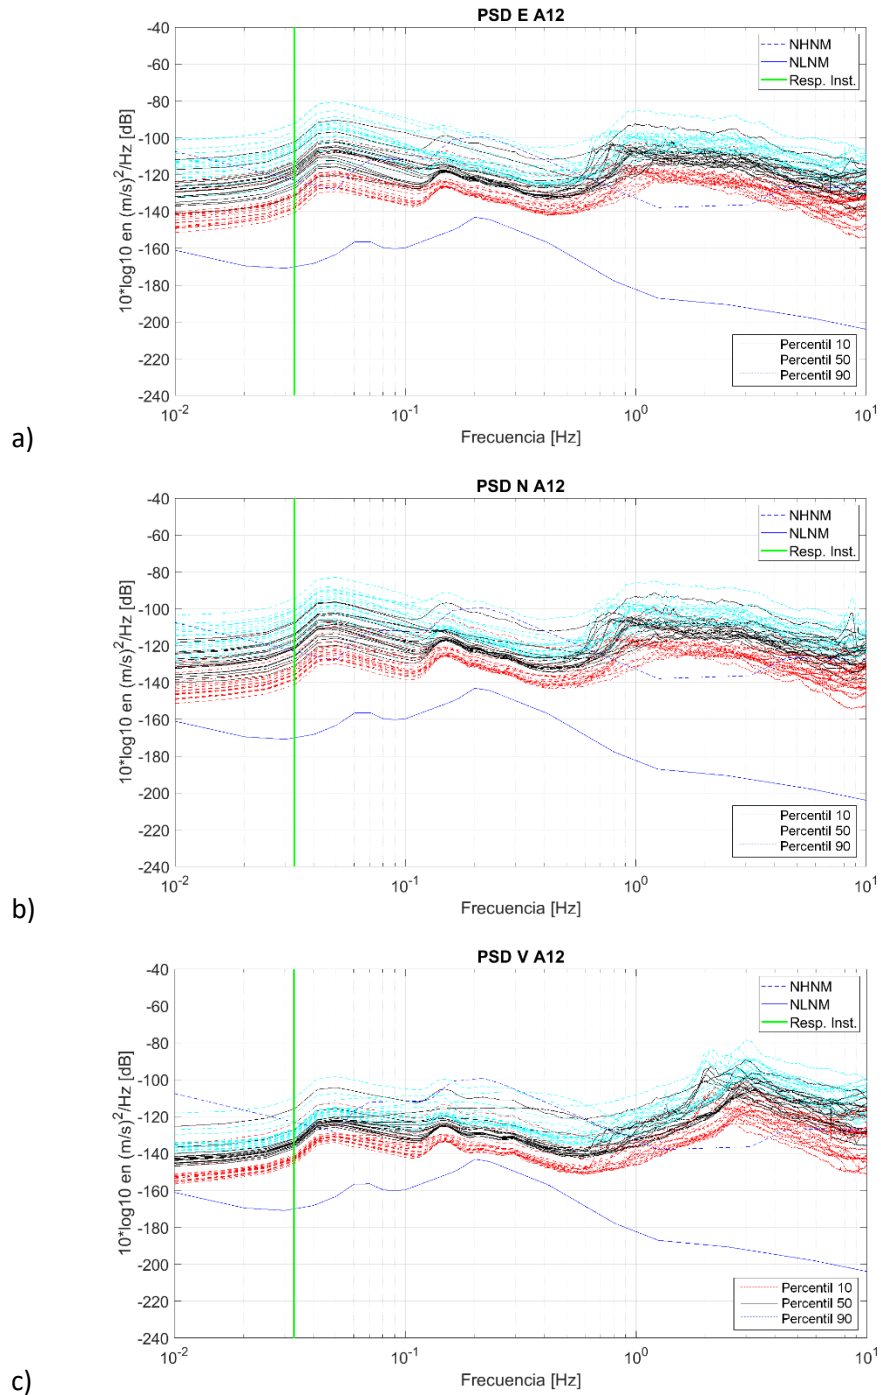 PSD E A12
-40
-60
-80
-100
-120
-140
-160
-180
-200
-220
-240
10*log10 en (m/s)²/Hz [dB]
NHNM
NLNM
Resp. Inst.
Percentil 10
Percentil 50
Percentil 90
10⁻² 10⁻¹ 10⁰ 10¹
Frecuencia [Hz]
a)
PSD N A12
-40
-60
-80
-100
-120
-140
-160
-180
-200
-220
-240
10*log10 en (m/s)²/Hz [dB]
NHNM
NLNM
Resp. Inst.
Percentil 10
Percentil 50
Percentil 90
10⁻² 10⁻¹ 10⁰ 10¹
Frecuencia [Hz]
b)
PSD V A12
-40
-60
-80
-100
-120
-140
-160
-180
-200
-220
-240
10*log10 en (m/s)²/Hz [dB]
NHNM
NLNM
Resp. Inst.
Percentil 10
Percentil 50
Percentil 90
10⁻² 10⁻¹ 10⁰ 10¹
Frecuencia [Hz]
c)